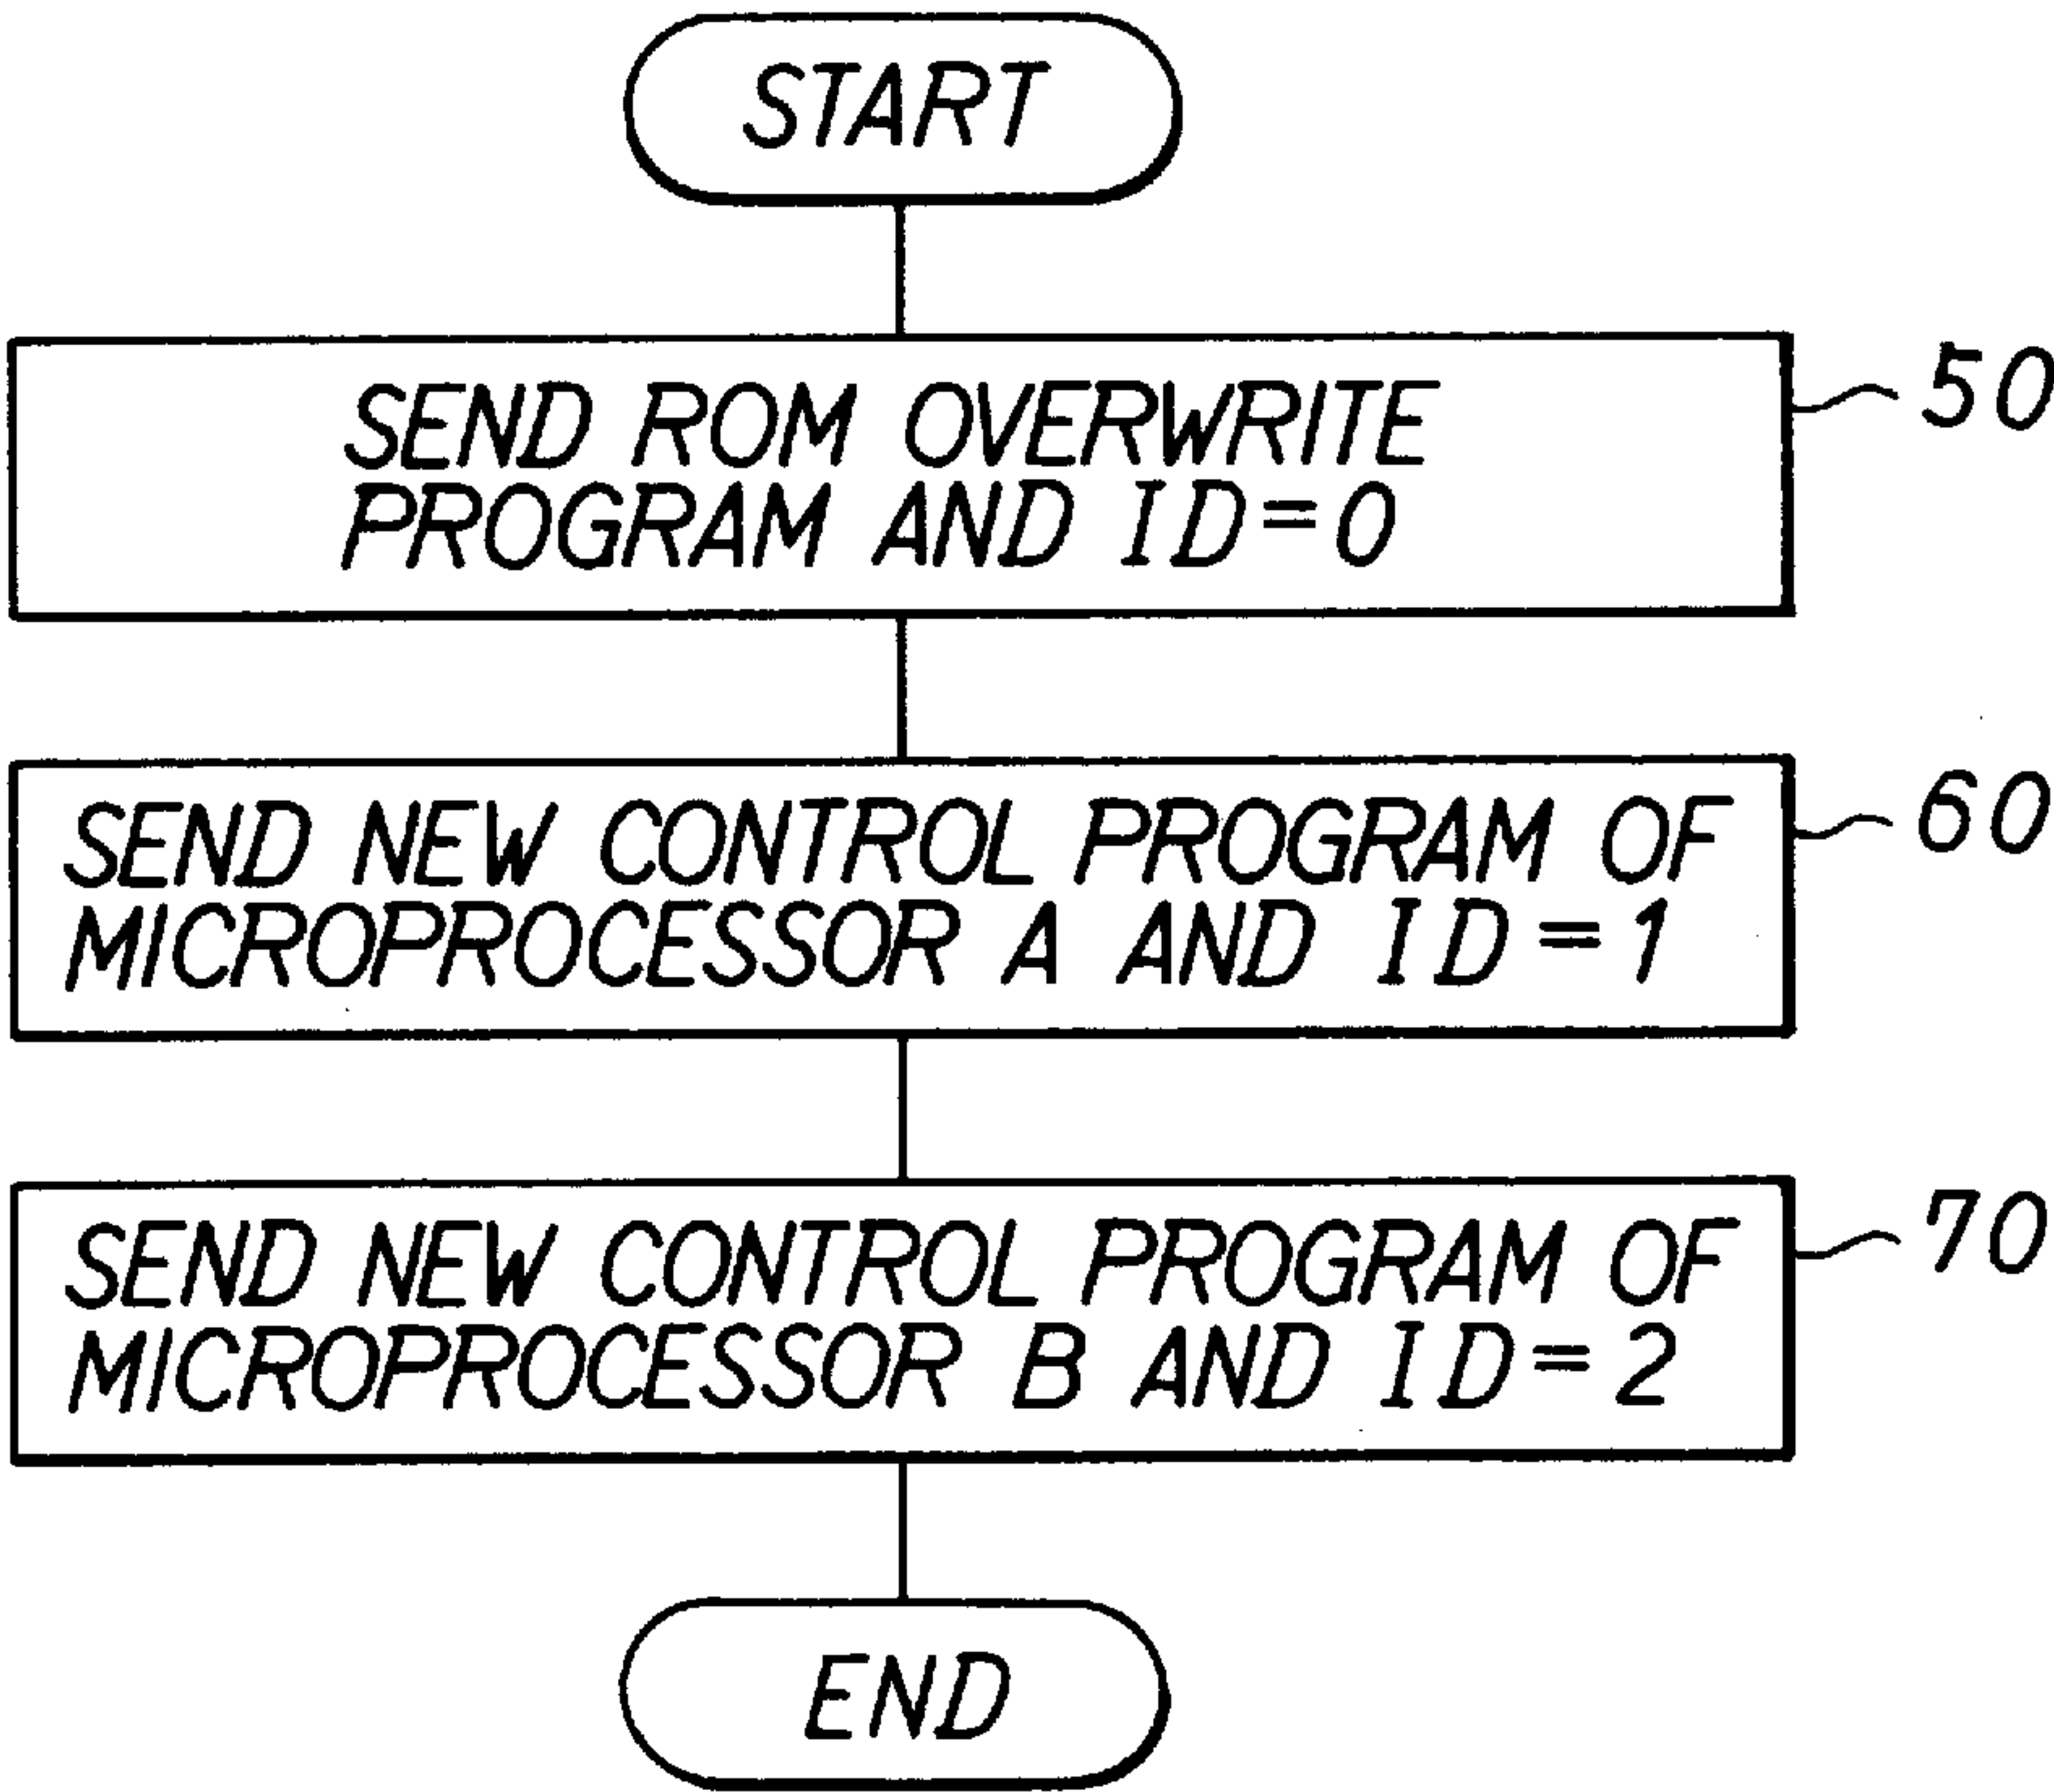 START
SEND ROM OVERWRITE
PROGRAM AND ID=0
50
SEND NEW CONTROL PROGRAM OF
MICROPROCESSOR A AND ID=1
60
SEND NEW CONTROL PROGRAM OF
MICROPROCESSOR B AND ID=2
70
END